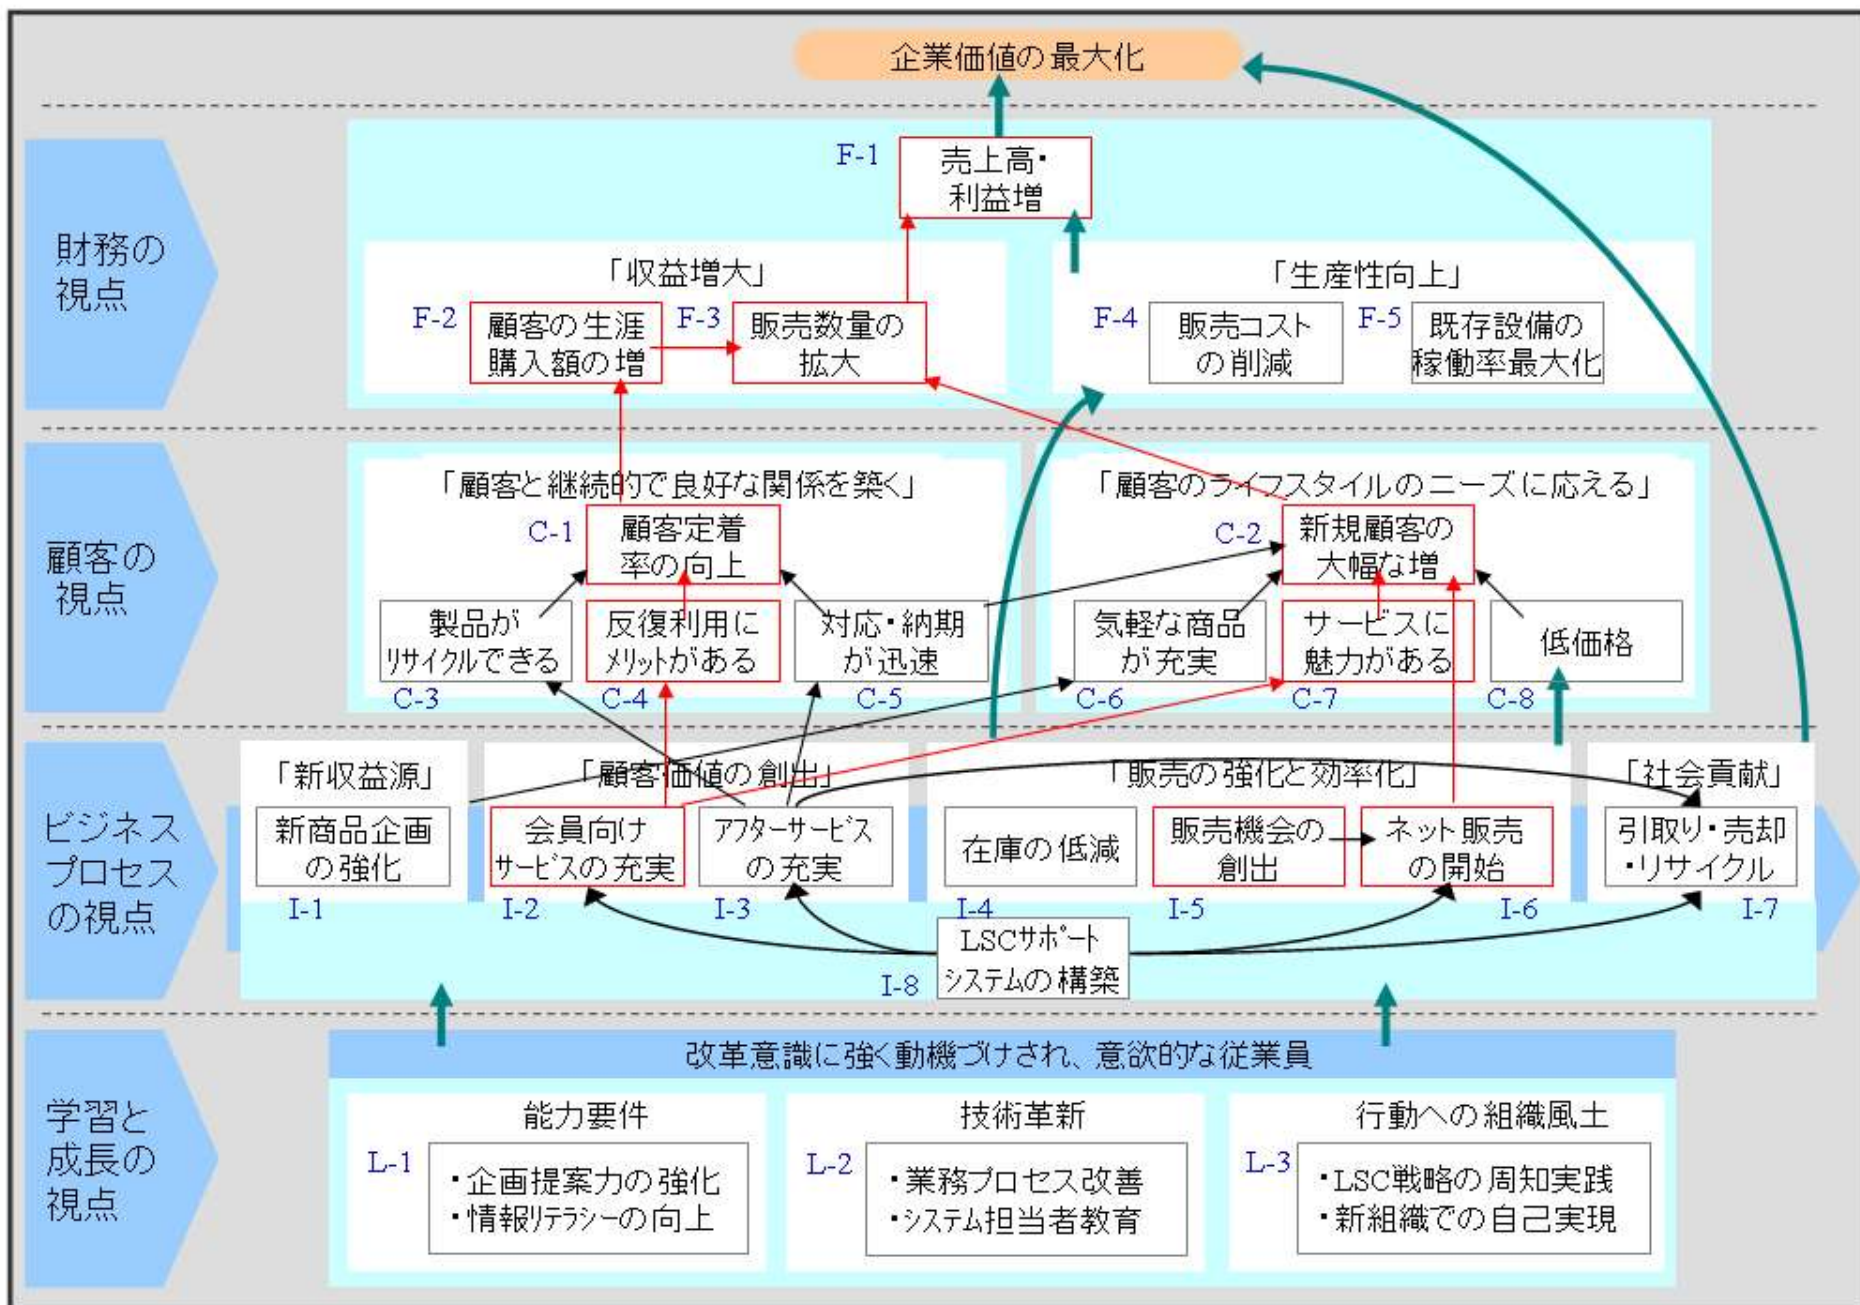 企業価値の最大化
財務の
視点
F-1
売上高・
利益増
「収益増大」
F-2
顧客の生涯
購入額の増
F-3
販売数量の
拡大
「生産性向上」
F-4
販売コスト
の削減
F-5
既存設備の
稼働率最大化
顧客の
視点
「顧客と継続的で良好な関係を築く」
C-1
顧客定着
率の向上
製品が
リサイクルできる
C-3
反復利用に
メリットがある
C-4
対応・納期
が迅速
C-5
「顧客のライフスタイルのニーズに応える」
C-2
新規顧客の
大幅な増
気軽な商品
が充実
C-6
サービスに
魅力がある
C-7
低価格
C-8
ビジネス
プロセス
の視点
「新収益源」
新商品企画
の強化
I-1
「顧客価値の創出」
会員向け
サービスの充実
I-2
アフターサービス
の充実
I-3
「販売の強化と効率化」
在庫の低減
I-4
販売機会の
創出
I-5
ネット販売
の開始
I-6
「社会貢献」
引取り・売却
・リサイクル
I-7
I-8
LSCサポート
システムの構築
学習と
成長の
視点
改革意識に強く動機づけされ、意欲的な従業員
能力要件
L-1
・企画提案力の強化
・情報リテラシーの向上
技術革新
L-2
・業務プロセス改善
・システム担当者教育
行動への組織風土
L-3
・LSC戦略の周知実践
・新組織での自己実現